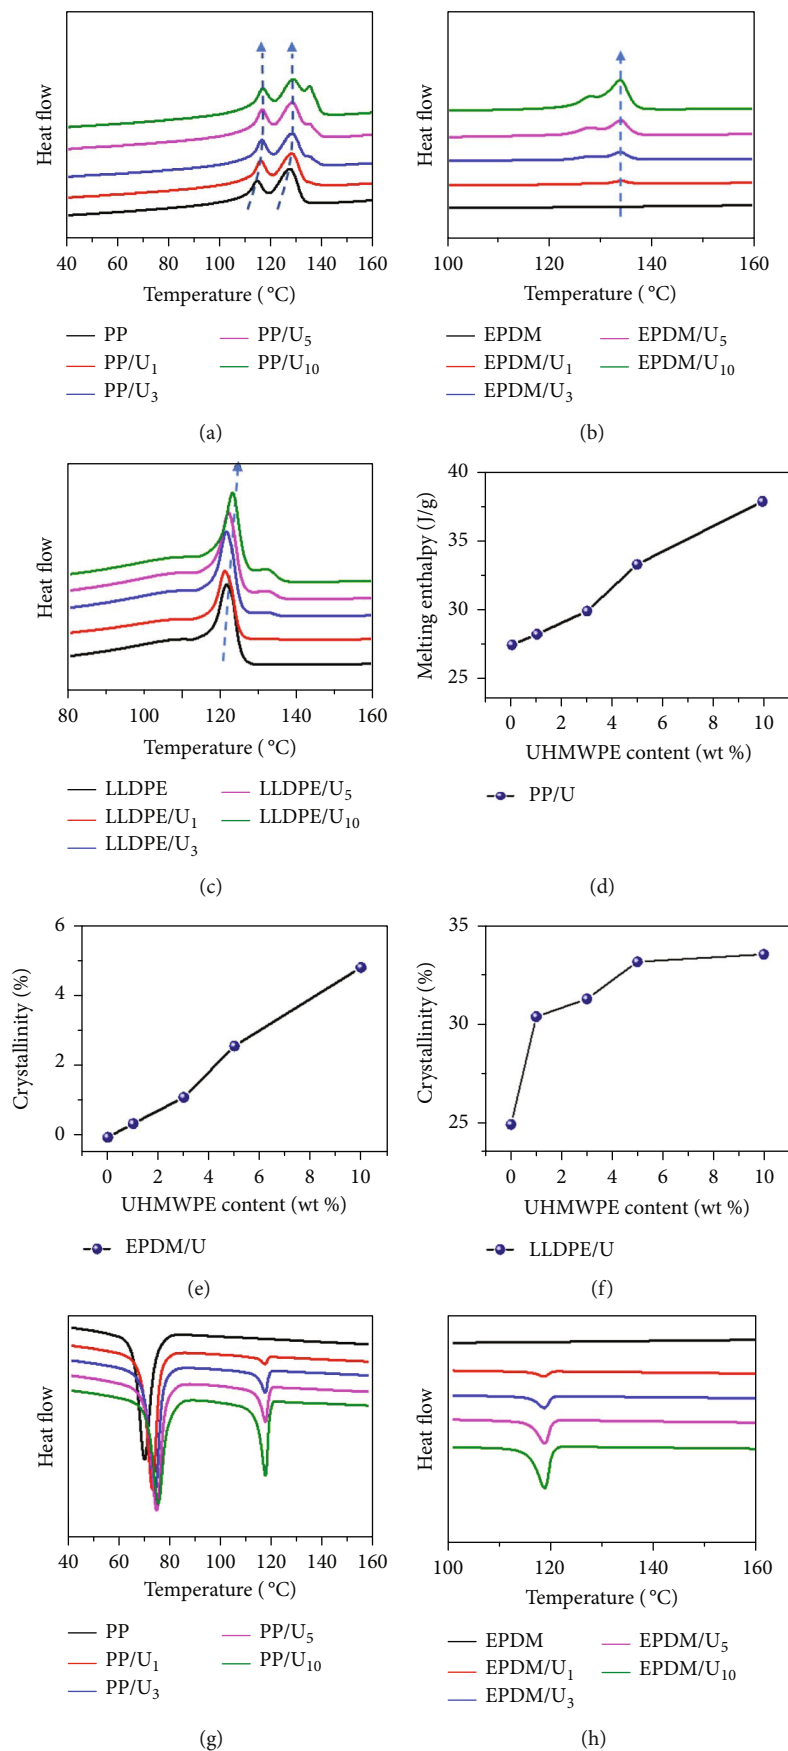 Heat flow
40 60 80 100 120 140 160
Temperature (°C)
PP PP/U₅
PP/U₁ PP/U₁₀
PP/U₃
(a)
Heat flow
100 120 140 160
Temperature (°C)
EPDM EPDM/U₅
EPDM/U₁ EPDM/U₁₀
EPDM/U₃
(b)
Heat flow
80 100 120 140 160
Temperature (°C)
LLDPE LLDPE/U₅
LLDPE/U₁ LLDPE/U₁₀
LLDPE/U₃
(c)
Melting enthalpy (J/g)
40
35
30
25
0 2 4 6 8 10
UHMWPE content (wt %)
PP/U
(d)
Crystallinity (%)
6
4
2
0
0 2 4 6 8 10
UHMWPE content (wt %)
EPDM/U
(e)
Crystallinity (%)
35
30
25
0 2 4 6 8 10
UHMWPE content (wt %)
LLDPE/U
(f)
Heat flow
40 60 80 100 120 140 160
Temperature (°C)
PP PP/U₅
PP/U₁ PP/U₁₀
PP/U₃
(g)
Heat flow
100 120 140 160
Temperature (°C)
EPDM EPDM/U₅
EPDM/U₁ EPDM/U₁₀
EPDM/U₃
(h)